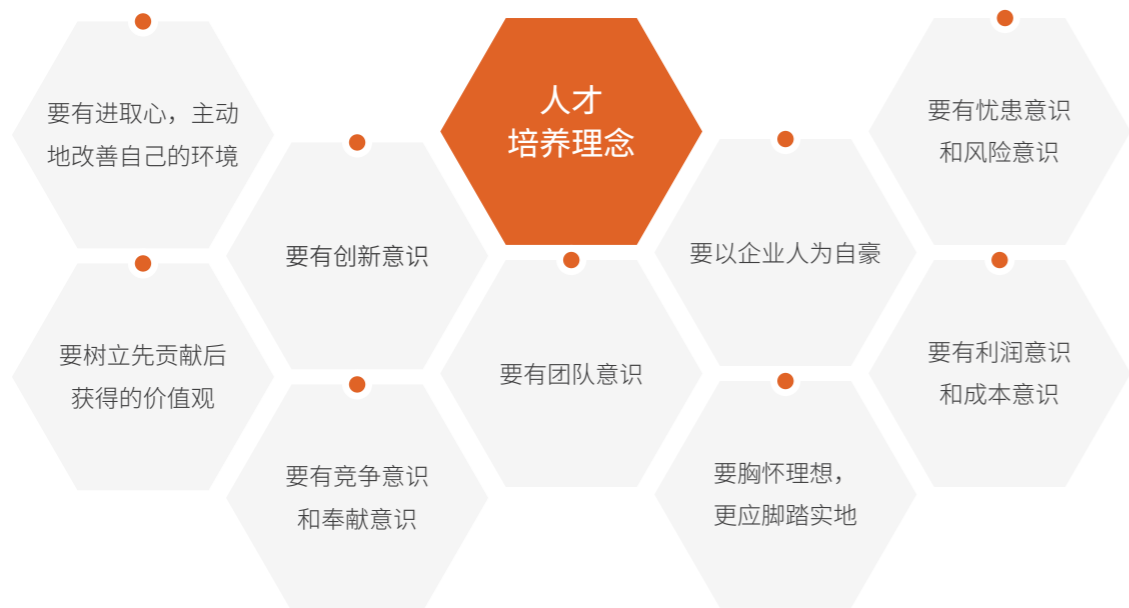 人才
培养理念
要有进取心，主动
地改善自己的环境
要有创新意识
要以企业人为自豪
要有忧患意识
和风险意识
要树立先贡献后
获得的价值观
要有竞争意识
和奉献意识
要有团队意识
要胸怀理想，
更应脚踏实地
要有利润意识
和成本意识